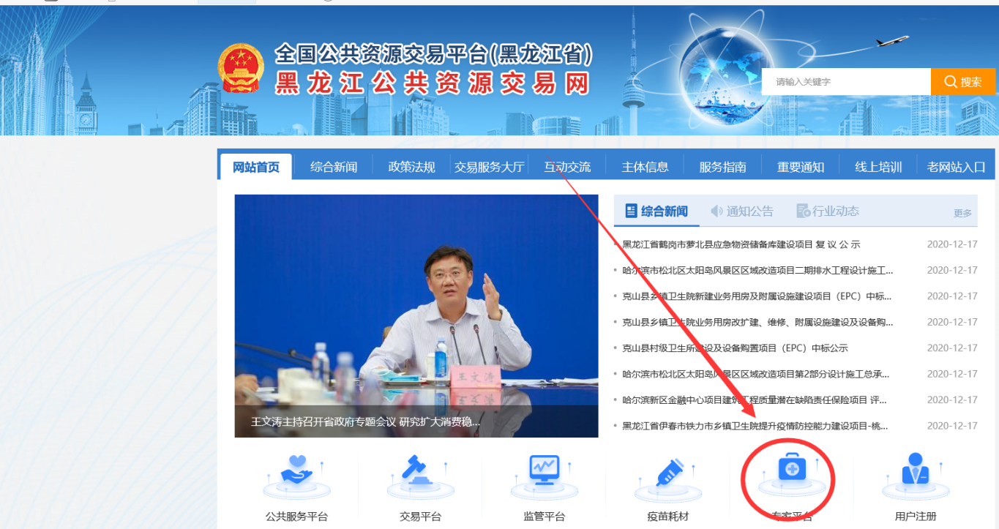 全国公共资源交易平台(黑龙江省)
黑龙江公共资源交易网
请输入关键字
搜索
网站首页 综合新闻 政策法规 交易服务大厅 互动交流 主体信息 服务指南 重要通知 线上培训 老网站入口
综合新闻 通知公告 行业动态 更多
黑龙江省鹤岗市萝北县应急物资储备库建设项目 复 议 公 示 2020-12-17
哈尔滨市松北区太阳岛风景区区域改造项目二期排水工程设计施工... 2020-12-17
克山县乡镇卫生院新建业务用房及附属设施建设项目（EPC）中标... 2020-12-17
克山县乡镇卫生院业务用房改扩建、维修、附属设施建设及设备购... 2020-12-17
克山县村级卫生所建设及设备购置项目（EPC）中标公示 2020-12-17
哈尔滨市松北区太阳岛风景区区域改造项目第2部分设计施工总承... 2020-12-17
哈尔滨新区金融中心项目建筑工程质量潜在缺陷责任保险项目 评... 2020-12-17
黑龙江省伊春市铁力市乡镇卫生院提升疫情防控能力建设项目-桃... 2020-12-17
王文涛
王文涛主持召开省政府专题会议 研究扩大消费稳...
公共服务平台 交易平台 监管平台 疫苗耗材 专家平台 用户注册